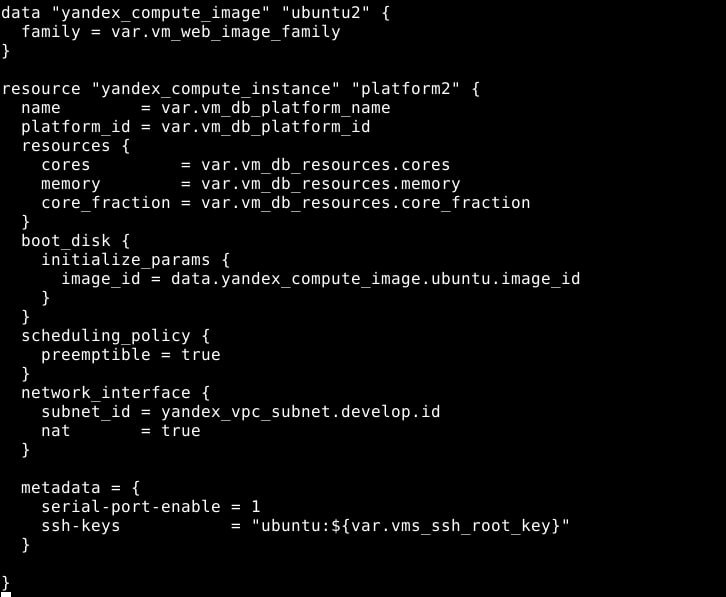 data "yandex_compute_image" "ubuntu2" {
  family = var.vm_web_image_family
}

resource "yandex_compute_instance" "platform2" {
  name        = var.vm_db_platform_name
  platform_id = var.vm_db_platform_id
  resources {
    cores         = var.vm_db_resources.cores
    memory        = var.vm_db_resources.memory
    core_fraction = var.vm_db_resources.core_fraction
  }
  boot_disk {
    initialize_params {
      image_id = data.yandex_compute_image.ubuntu.image_id
    }
  }
  scheduling_policy {
    preemptible = true
  }
  network_interface {
    subnet_id = yandex_vpc_subnet.develop.id
    nat       = true
  }

  metadata = {
    serial-port-enable = 1
    ssh-keys           = "ubuntu:${var.vms_ssh_root_key}"
  }

}